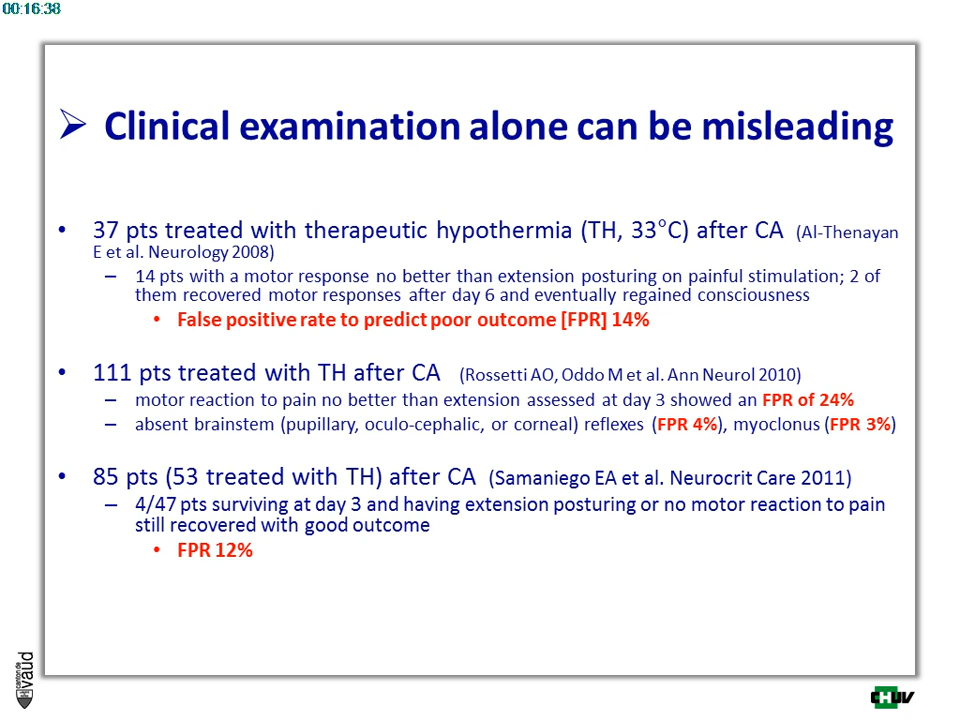 00:16:38
➢ Clinical examination alone can be misleading
• 37 pts treated with therapeutic hypothermia (TH, 33°C) after CA (Al-Thenayan
E et al. Neurology 2008)
– 14 pts with a motor response no better than extension posturing on painful stimulation; 2 of
them recovered motor responses after day 6 and eventually regained consciousness
• False positive rate to predict poor outcome [FPR] 14%
• 111 pts treated with TH after CA (Rossetti AO, Oddo M et al. Ann Neurol 2010)
– motor reaction to pain no better than extension assessed at day 3 showed an FPR of 24%
– absent brainstem (pupillary, oculo-cephalic, or corneal) reflexes (FPR 4%), myoclonus (FPR 3%)
• 85 pts (53 treated with TH) after CA (Samaniego EA et al. Neurocrit Care 2011)
– 4/47 pts surviving at day 3 and having extension posturing or no motor reaction to pain
still recovered with good outcome
• FPR 12%
canton de
vaud
CHUV